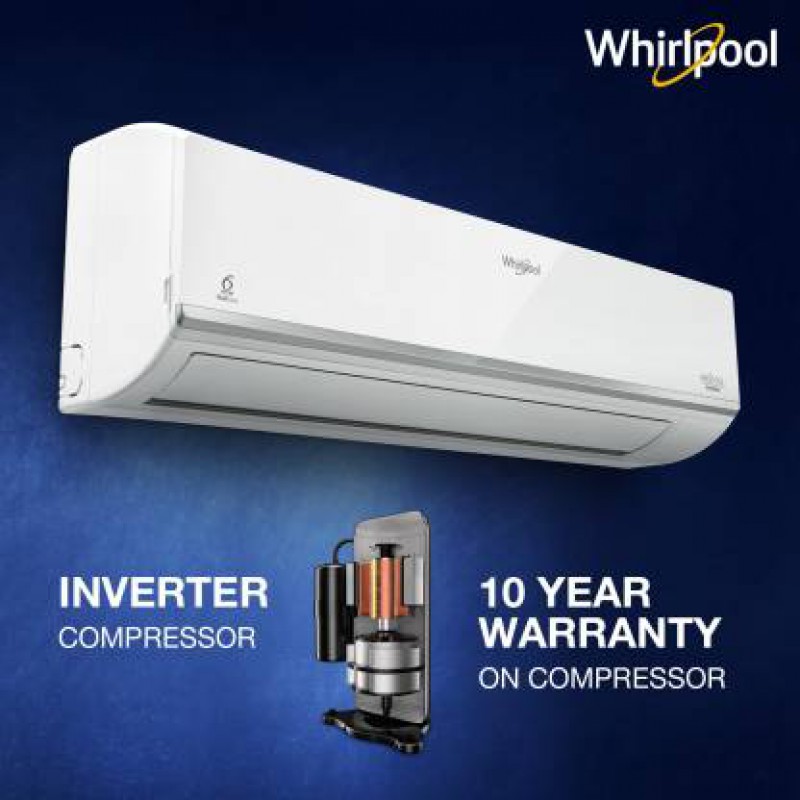 Whirlpool
Whirlpool
INVERTER
COMPRESSOR
10 YEAR
WARRANTY
ON COMPRESSOR